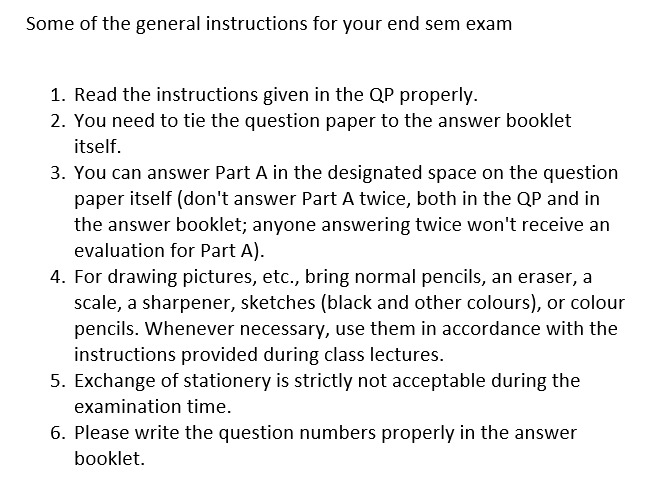 Some of the general instructions for your end sem exam
1. Read the instructions given in the QP properly.
2. You need to tie the question paper to the answer booklet
itself.
3. You can answer Part A in the designated space on the question
paper itself (don't answer Part A twice, both in the QP and in
the answer booklet; anyone answering twice won't receive an
evaluation for Part A).
4. For drawing pictures, etc., bring normal pencils, an eraser, a
scale, a sharpener, sketches (black and other colours), or colour
pencils. Whenever necessary, use them in accordance with the
instructions provided during class lectures.
5. Exchange of stationery is strictly not acceptable during the
examination time.
6. Please write the question numbers properly in the answer
booklet.